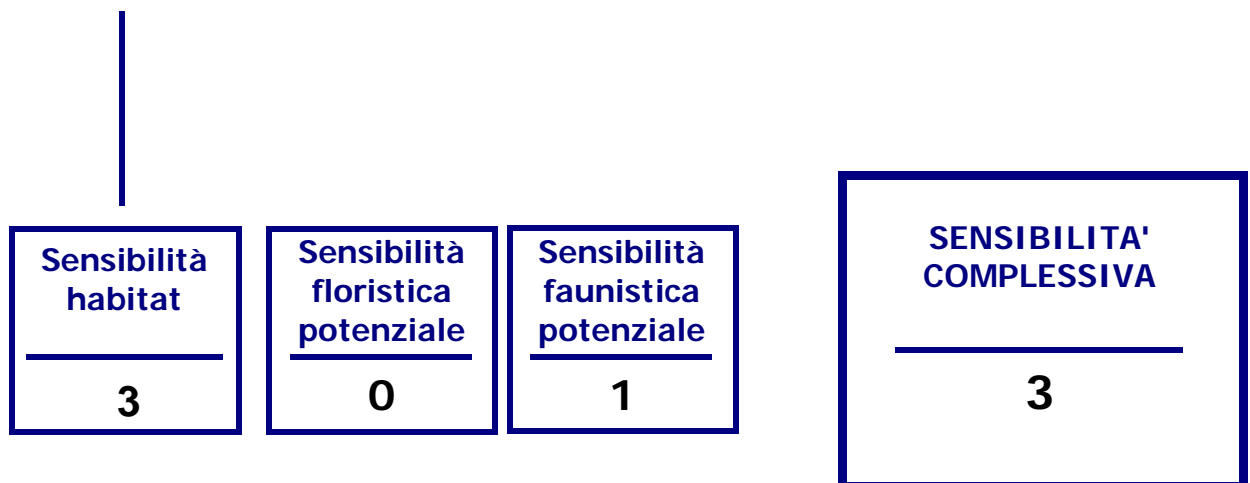 Sensibilità
habitat
3
Sensibilità
floristica
potenziale
0
Sensibilità
faunistica
potenziale
1
SENSIBILITA'
COMPLESSIVA
3